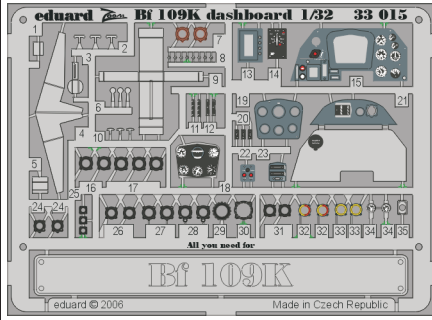 eduard Zoom Bf 109K dashboard 1/32 33 015
1 2 3 4 5 6 7 8 9 10 11 12 13 14 15 16 17 18 19 20 21 22 23 24 24 25 26 27 28 29 30 31 32 32 33 33 34 34 35
All you need for
Bf 109K
eduard © 2006 Made in Czech Republic